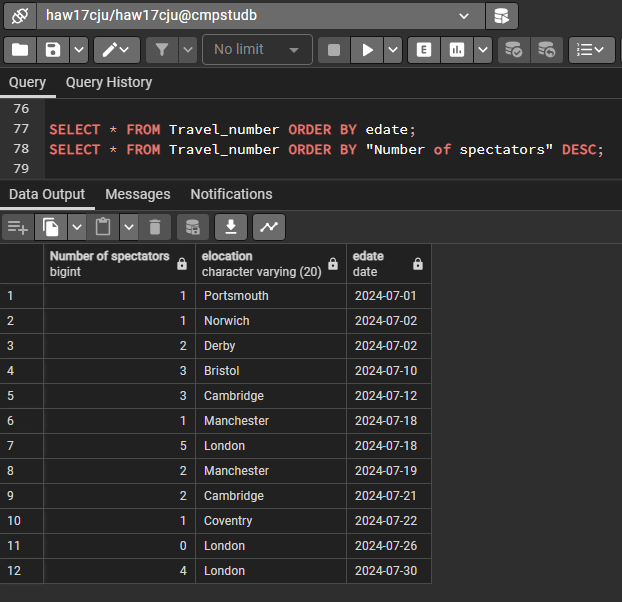 haw17cju/haw17cju@cmpstudb
No limit
E
Query Query History
76
77 SELECT * FROM Travel_number ORDER BY edate;
78 SELECT * FROM Travel_number ORDER BY "Number of spectators" DESC;
79
Data Output Messages Notifications
Number of spectators elocation edate
bigint character varying (20) date
1 1 Portsmouth 2024-07-01
2 1 Norwich 2024-07-02
3 2 Derby 2024-07-02
4 3 Bristol 2024-07-10
5 3 Cambridge 2024-07-12
6 1 Manchester 2024-07-18
7 5 London 2024-07-18
8 2 Manchester 2024-07-19
9 2 Cambridge 2024-07-21
10 1 Coventry 2024-07-22
11 0 London 2024-07-26
12 4 London 2024-07-30